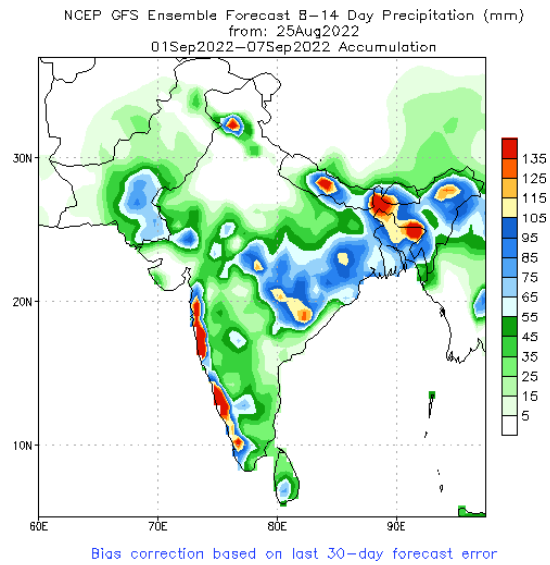 NCEP GFS Ensemble Forecast 8-14 Day Precipitation (mm)
from: 25Aug2022
01Sep2022-07Sep2022 Accumulation
30N
20N
10N
60E 70E 80E 90E
135
125
115
105
95
85
75
65
55
45
35
25
15
5
Bias correction based on last 30-day forecast error